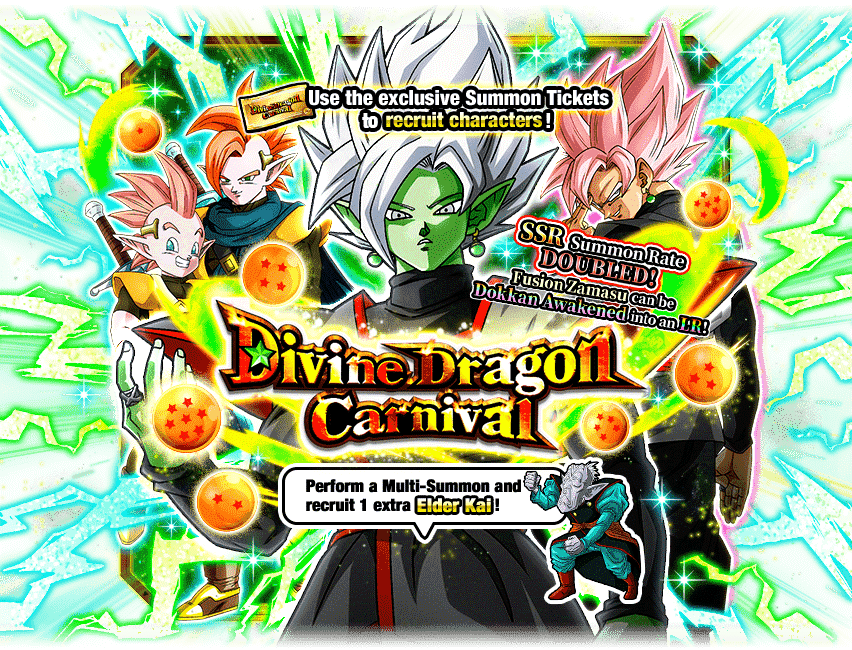 Use the exclusive Summon Tickets
to recruit characters!
SSR Summon Rate
DOUBLED!
Fusion Zamasu can be
Dokkan Awakened into an LR!
Divine Dragon
Carnival
Perform a Multi-Summon and
recruit 1 extra Elder Kai!